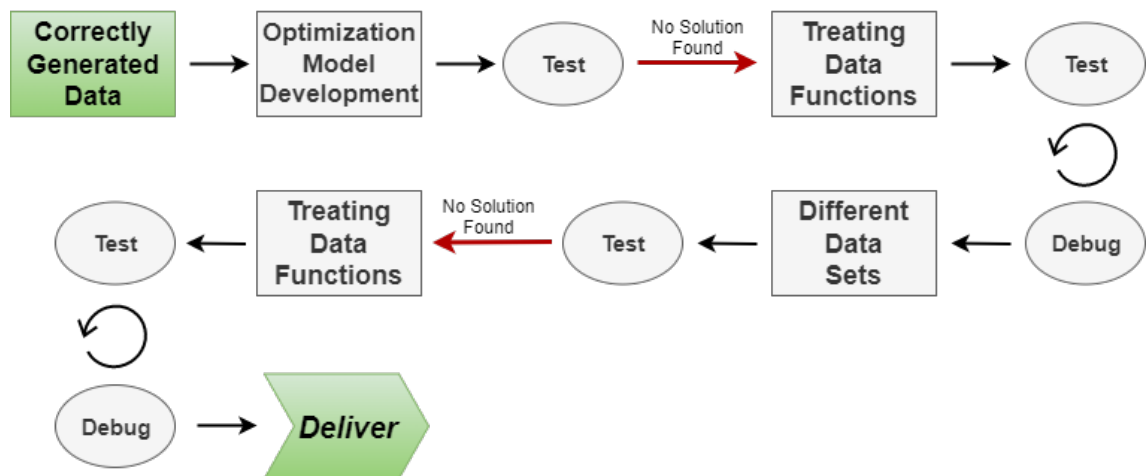 Correctly
Generated
Data
Optimization
Model
Development
Test
No Solution
Found
Treating
Data
Functions
Test
Test
Treating
Data
Functions
No Solution
Found
Test
Different
Data
Sets
Debug
Debug
Deliver